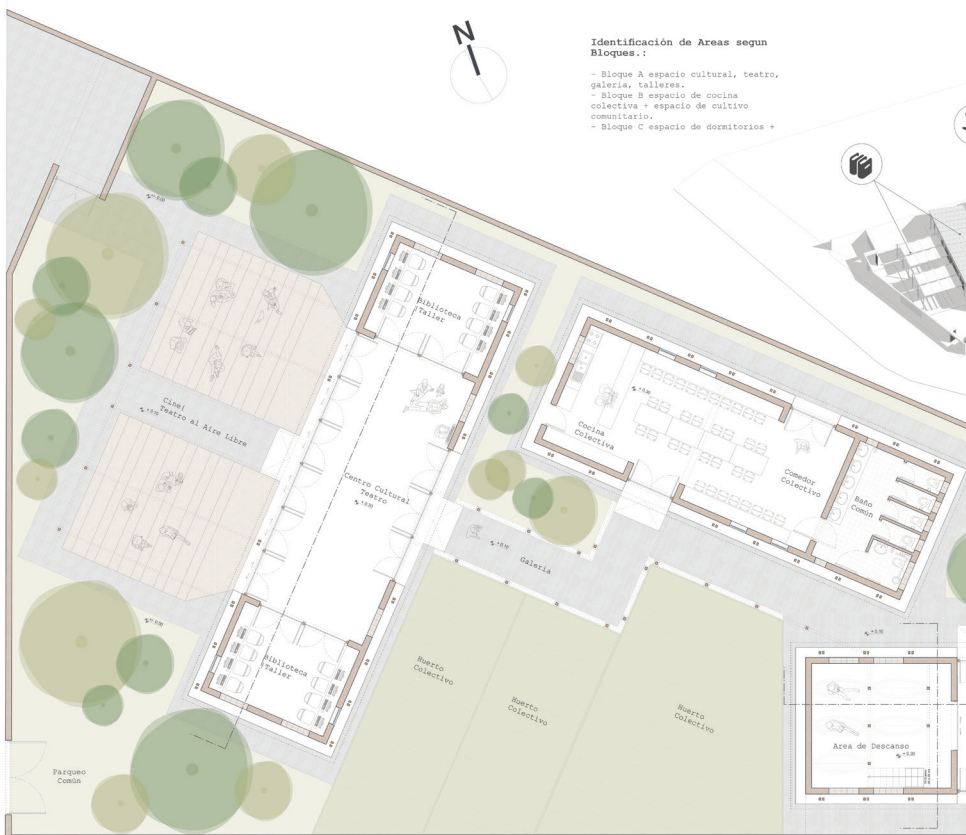 N
Identificación de Areas segun
Bloques.:
- Bloque A espacio cultural, teatro,
galeria, talleres.
- Bloque B espacio de cocina
colectiva + espacio de cultivo
comunitario.
- Bloque C espacio de dormitorios +
Biblioteca
/Taller
Cine/
Teatro al Aire Libre
Centro Cultural
Teatro
Cocina
Colectiva
Comedor
Colectivo
Baño
Común
Galeria
Biblioteca
/Taller
Huerto
Colectivo
Huerto
Colectivo
Huerto
Colectivo
Area de Descanso
Parqueo
Común